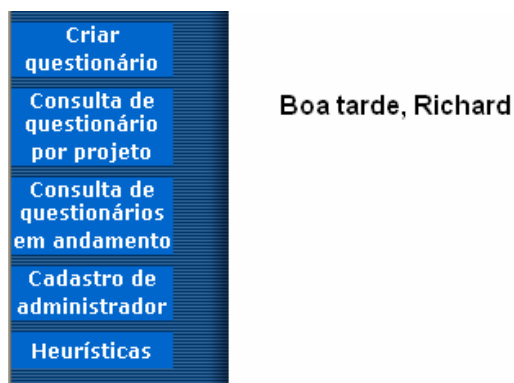 Criar
questionário
Consulta de
questionário
por projeto
Consulta de
questionários
em andamento
Cadastro de
administrador
Heurísticas
Boa tarde, Richard